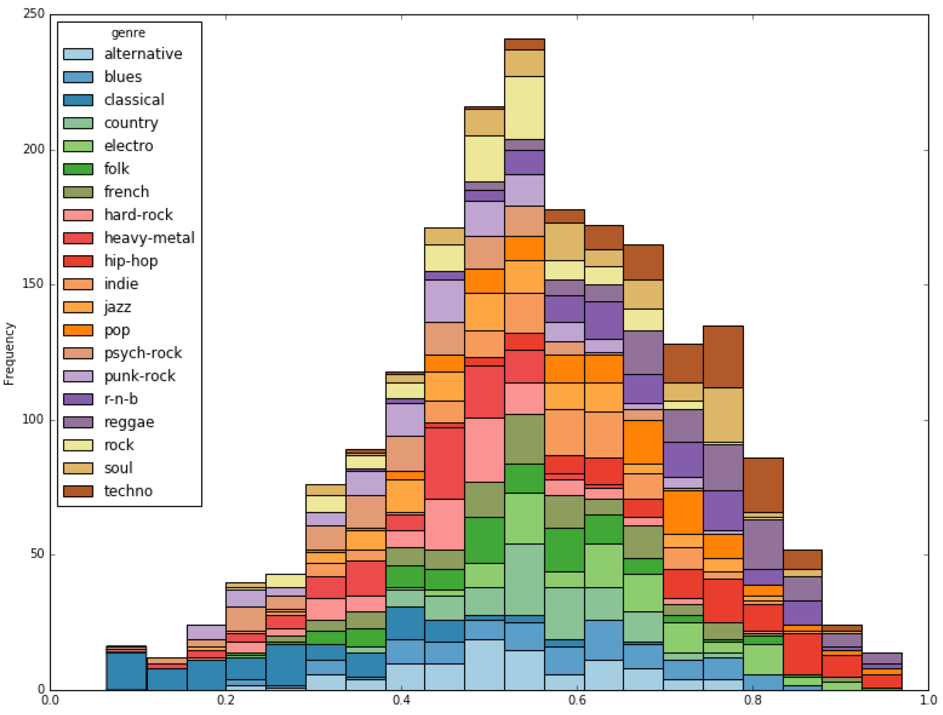 250
200
150
100
50
0
Frequency
0.0 0.2 0.4 0.6 0.8 1.0
genre
alternative
blues
classical
country
electro
folk
french
hard-rock
heavy-metal
hip-hop
indie
jazz
pop
psych-rock
punk-rock
r-n-b
reggae
rock
soul
techno